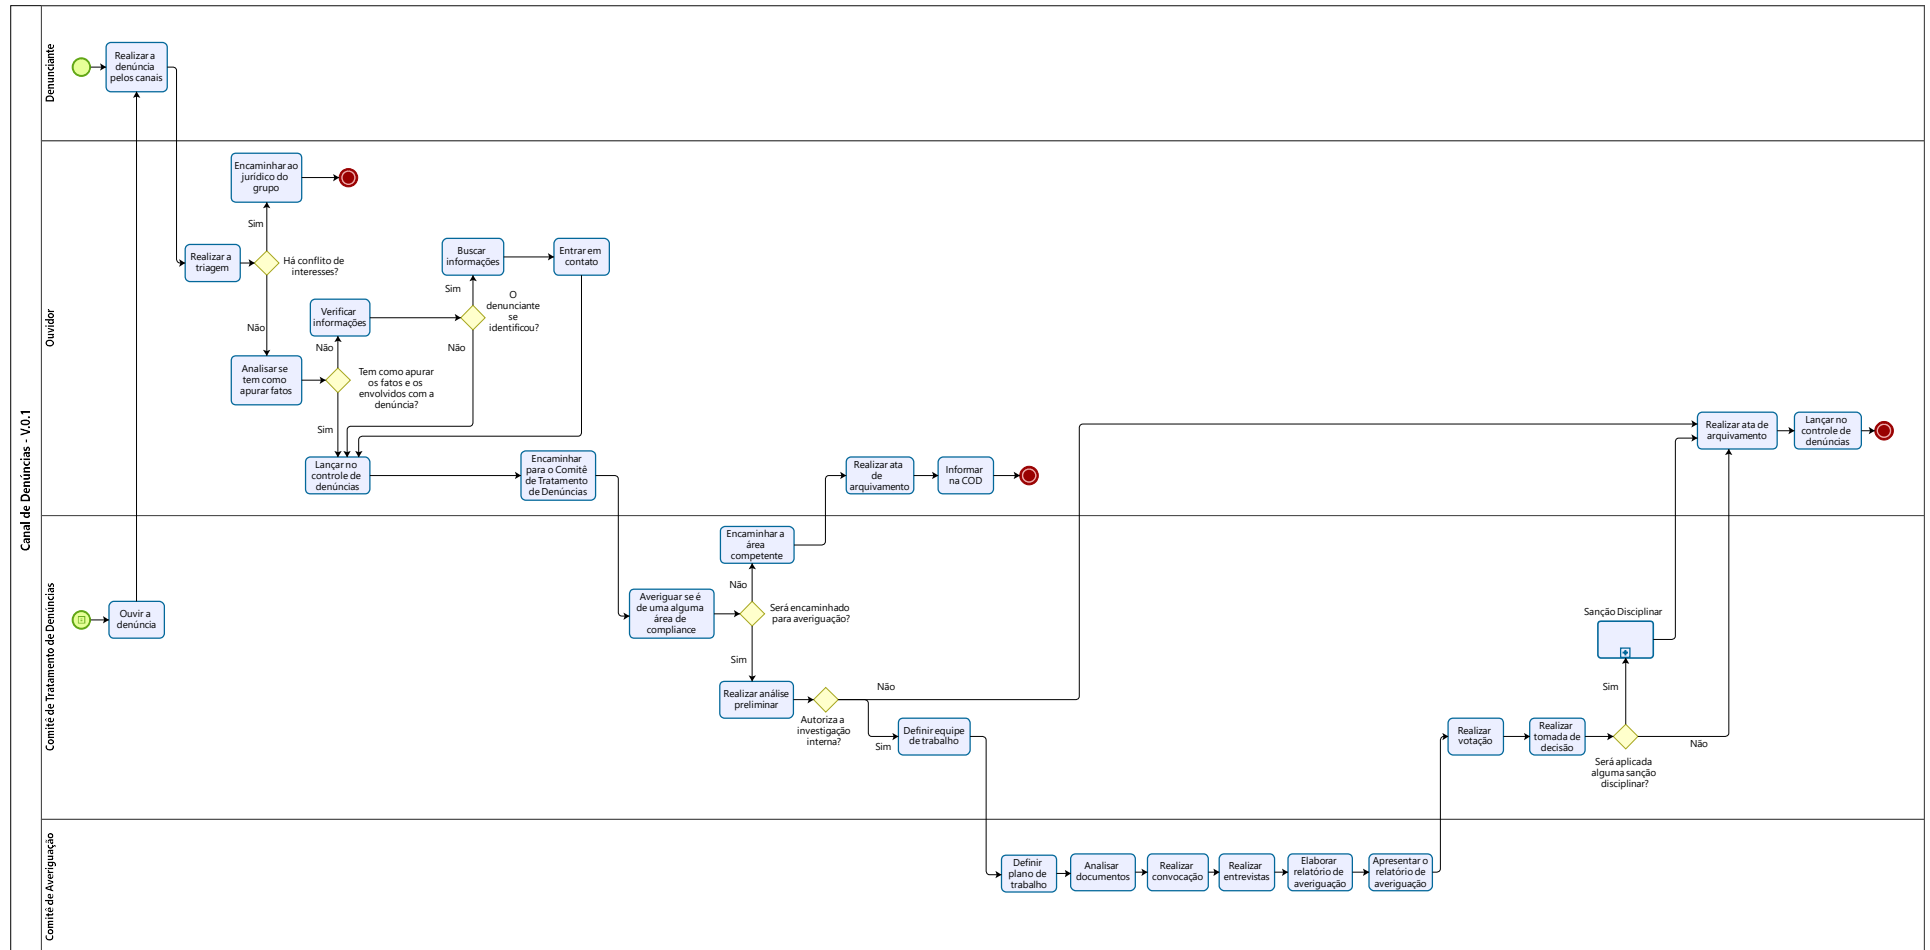 Canal de Denúncias - V.0.1
Denunciante
Realizar a
denúncia
pelos canais
Ouvidor
Encaminhar ao
jurídico do
grupo
Sim
Realizar a
triagem
Há conflito de
interesses?
Não
Analisar se
tem como
apurar fatos
Verificar
informações
Não
Tem como apurar
os fatos e os
envolvidos com a
denúncia?
Sim
Buscar
informações
Entrar em
contato
Sim
O
denunciante
se
identificou?
Não
Lançar no
controle de
denúncias
Encaminhar
para o Comitê
de Tratamento
de Denúncias
Realizar ata
de
arquivamento
Informar
na COD
Realizar ata de
arquivamento
Lançar no
controle de
denúncias
Comitê de Tratamento de Denúncias
Ouvir a
denúncia
Encaminhar a
área
competente
Não
Averiguar se é
de uma alguma
área de
compliance
Será encaminhado
para averiguação?
Sim
Realizar análise
preliminar
Autoriza a
investigação
interna?
Não
Sim
Definir equipe
de trabalho
Realizar
votação
Realizar
tomada de
decisão
Sanção Disciplinar
Sim
Não
Será aplicada
alguma sanção
disciplinar?
Comitê de Averiguação
Definir
plano de
trabalho
Analisar
documentos
Realizar
convocação
Realizar
entrevistas
Elaborar
relatório de
averiguação
Apresentar o
relatório de
averiguação